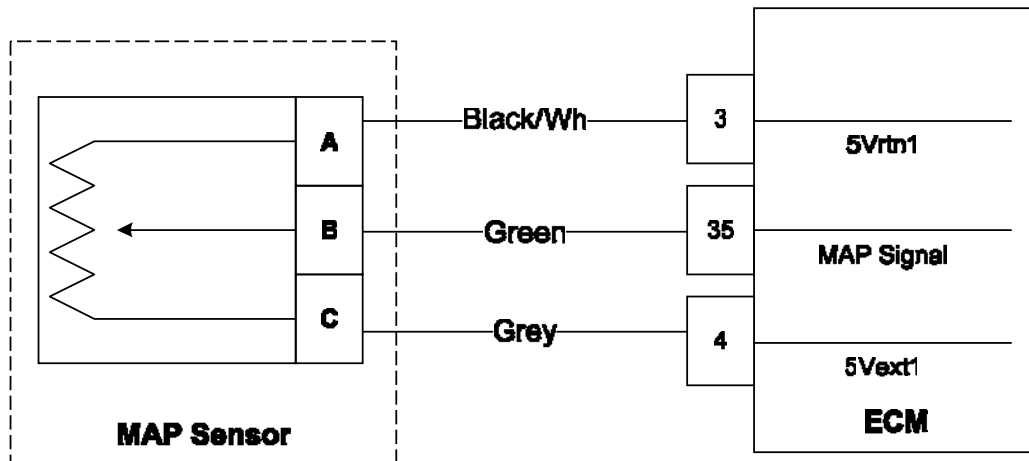 A
Black/Wh
3
5Vrtn1
B
Green
35
MAP Signal
C
Grey
4
5Vext1
MAP Sensor
ECM